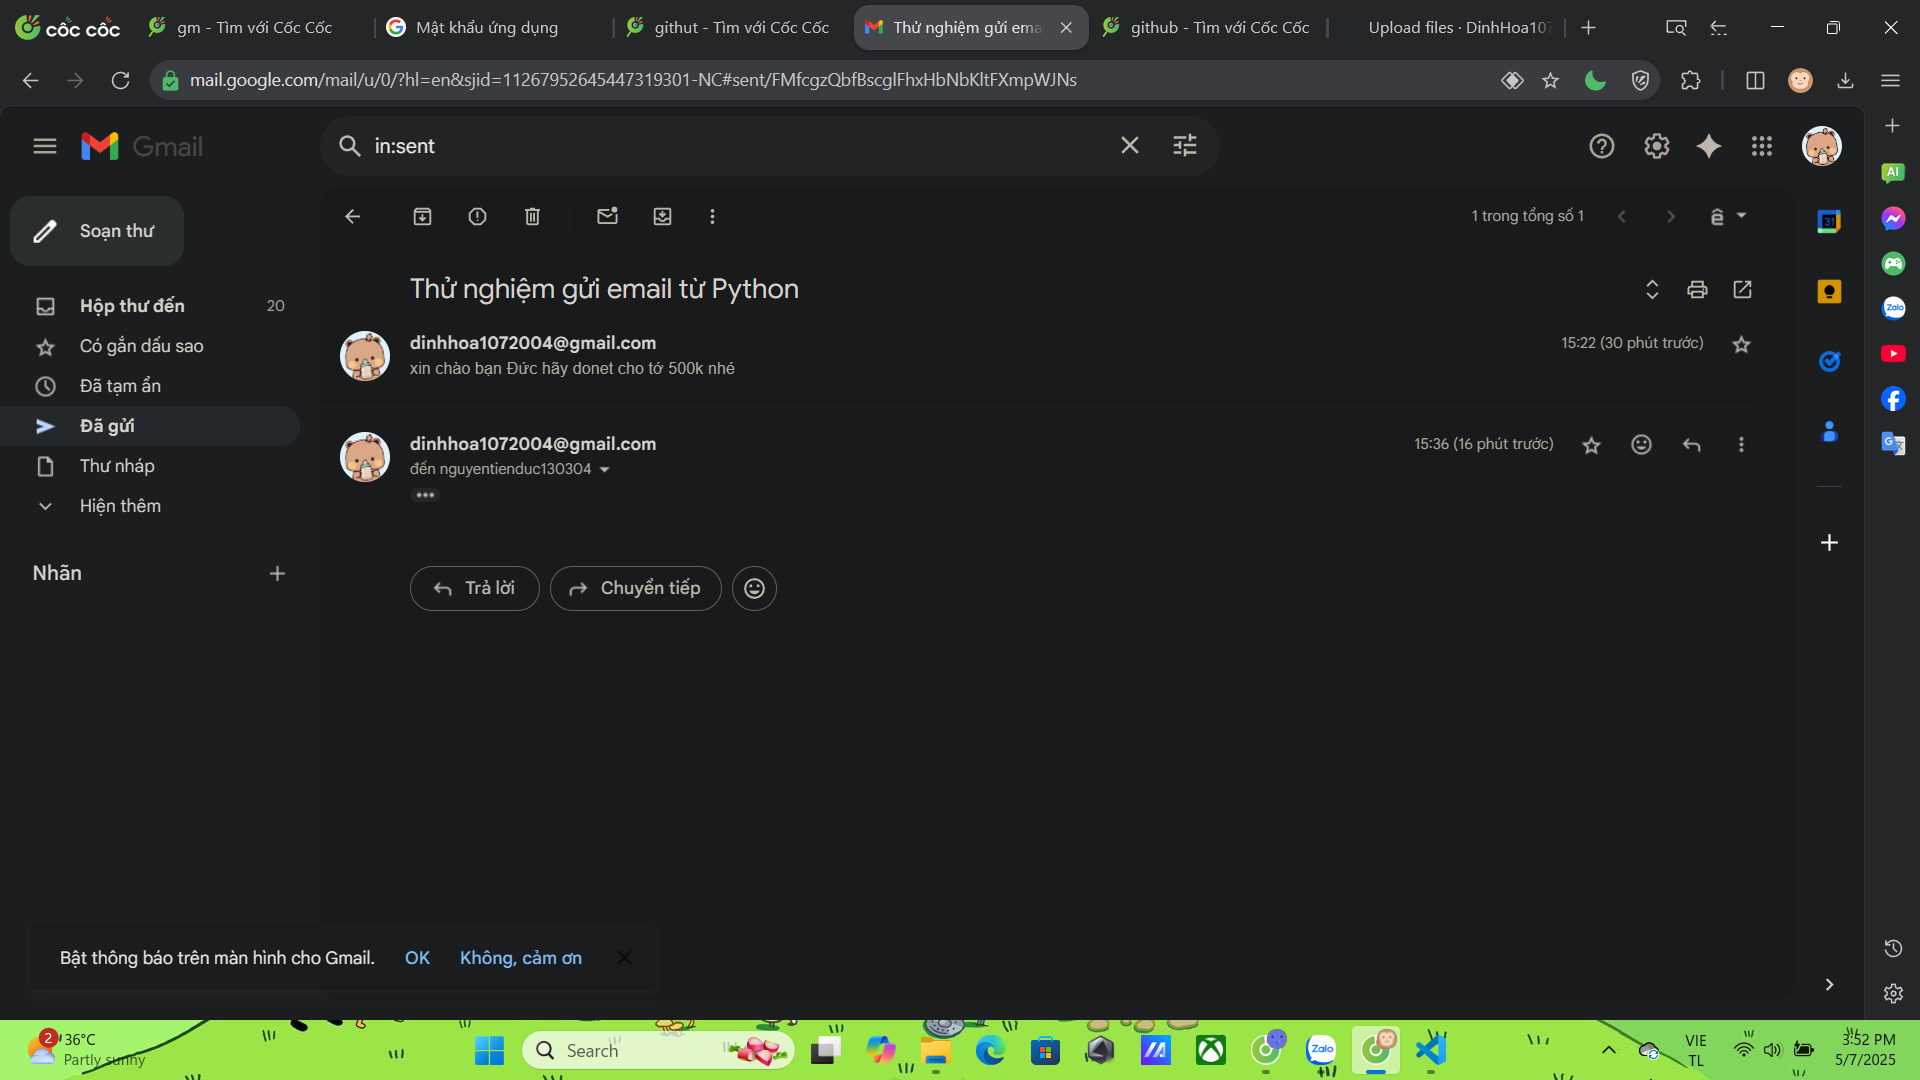 cốc cốc
gm - Tìm với Cốc Cốc
Mật khẩu ứng dụng
githut - Tìm với Cốc Cốc
Thử nghiệm gửi ema
github - Tìm với Cốc Cốc
Upload files · DinhHoa107
mail.google.com/mail/u/0/?hl=en&sjid=11267952645447319301-NC#sent/FMfcgzQbfBscglFhxHbNbKltFXmpWJNs
Gmail
in:sent
Soạn thư
1 trong tổng số 1
Hộp thư đến 20
Có gắn dấu sao
Đã tạm ẩn
Đã gửi
Thư nháp
Hiện thêm
Nhãn
Thử nghiệm gửi email từ Python
dinhhoa1072004@gmail.com
15:22 (30 phút trước)
xin chào bạn Đức hãy donet cho tớ 500k nhé
dinhhoa1072004@gmail.com
15:36 (16 phút trước)
đến nguyentienduc130304
Trả lời
Chuyển tiếp
Bật thông báo trên màn hình cho Gmail. OK Không, cảm ơn
31
AI
Zalo
2
36°C
Partly sunny
Search
Zalo
VIE
TL
3:52 PM
5/7/2025